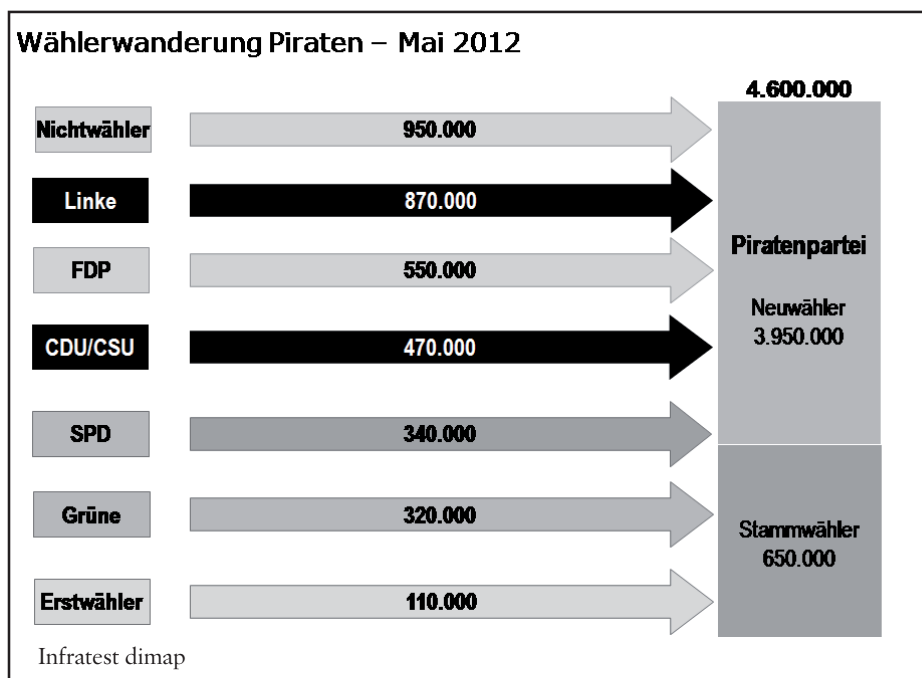 Wählerwanderung Piraten – Mai 2012
4.600.000
Nichtwähler
950.000
Linke
870.000
FDP
550.000
CDU/CSU
470.000
SPD
340.000
Grüne
320.000
Erstwähler
110.000
Piratenpartei
Neuwähler
3.950.000
Stammwähler
650.000
Infratest dimap